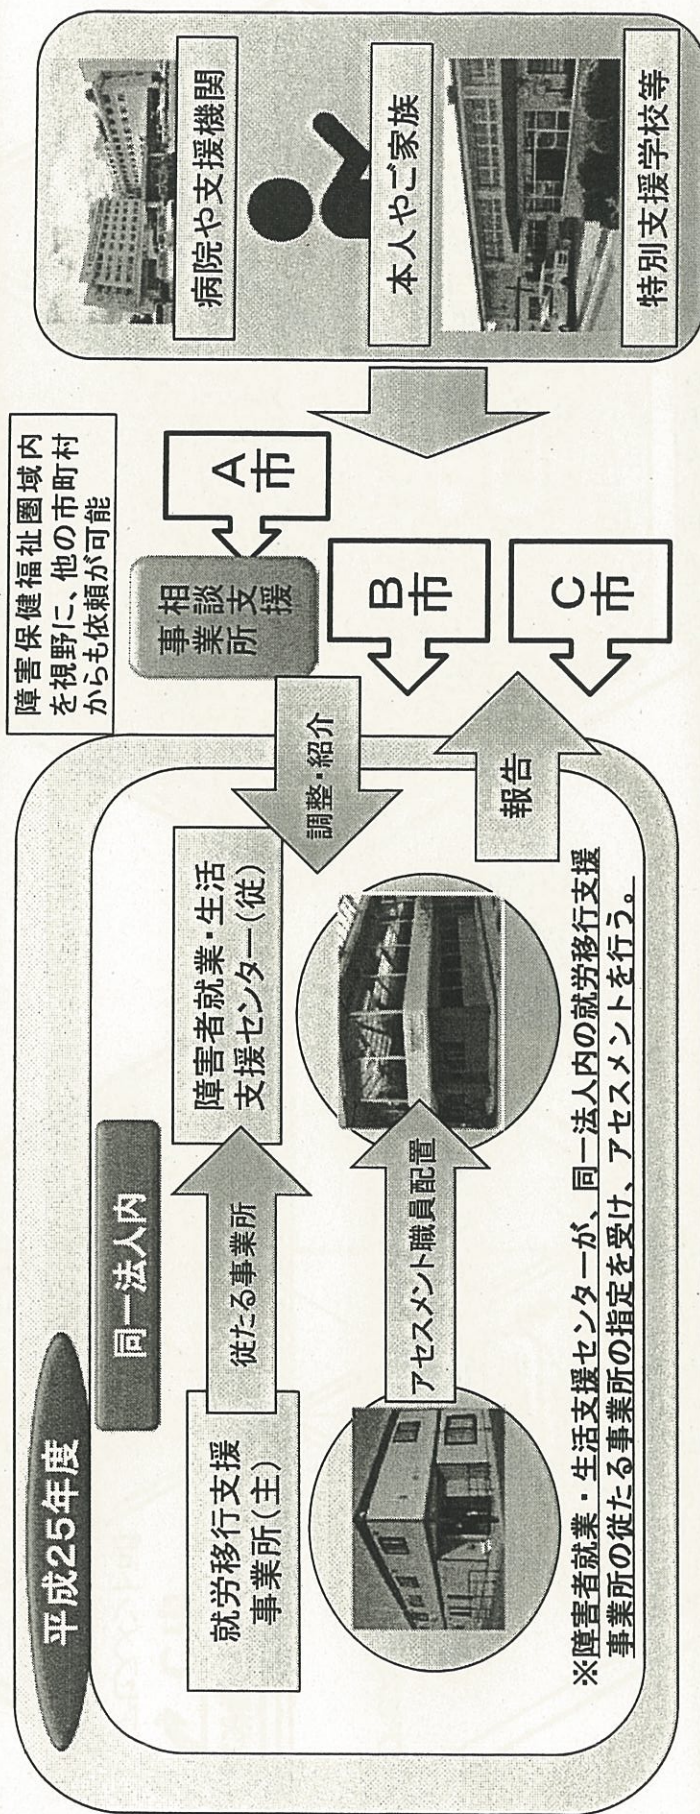 平成25年度
同一法人内
就労移行支援
事業所(主)
従たる事業所
障害者就業・生活
支援センター(従)
アセスメント職員配置
※障害者就業・生活支援センターが、同一法人内の就労移行支援
事業所の従たる事業所の指定を受け、アセスメントを行う。
障害保健福祉圏域内
を視野に、他の市町村
からも依頼が可能
調整・紹介
報告
相談支援
事業所
A市
B市
C市
病院や支援機関
本人やご家族
特別支援学校等